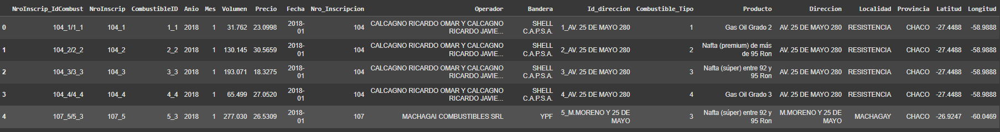 NroInscrip_IdCombust NroInscrip CombustibleID Anio Mes Volumen Precio Fecha Nro_Inscripcion Operador Bandera Id_direccion Combustible_Tipo Producto Direccion Localidad Provincia Latitud Longitud
0 104_1/1_1 104_1 1_1 2018 1 31.762 23.0998 2018-01 104 CALCAGNO RICARDO OMAR Y CALCAGNO RICARDO JAVIE... SHELL C.A.P.S.A. 1_AV. 25 DE MAYO 280 1 Gas Oil Grado 2 AV. 25 DE MAYO 280 RESISTENCIA CHACO -27.4488 -58.9888
1 104_2/2_2 104_2 2_2 2018 1 130.145 30.5659 2018-01 104 CALCAGNO RICARDO OMAR Y CALCAGNO RICARDO JAVIE... SHELL C.A.P.S.A. 2_AV. 25 DE MAYO 280 2 Nafta (premium) de más de 95 Ron AV. 25 DE MAYO 280 RESISTENCIA CHACO -27.4488 -58.9888
2 104_3/3_3 104_3 3_3 2018 1 193.071 18.3275 2018-01 104 CALCAGNO RICARDO OMAR Y CALCAGNO RICARDO JAVIE... SHELL C.A.P.S.A. 3_AV. 25 DE MAYO 280 3 Nafta (súper) entre 92 y 95 Ron AV. 25 DE MAYO 280 RESISTENCIA CHACO -27.4488 -58.9888
3 104_4/4_4 104_4 4_4 2018 1 65.499 27.0520 2018-01 104 CALCAGNO RICARDO OMAR Y CALCAGNO RICARDO JAVIE... SHELL C.A.P.S.A. 4_AV. 25 DE MAYO 280 4 Gas Oil Grado 3 AV. 25 DE MAYO 280 RESISTENCIA CHACO -27.4488 -58.9888
4 107_5/5_3 107_5 5_3 2018 1 277.030 26.5309 2018-01 107 MACHAGAI COMBUSTIBLES SRL YPF 5_M.MORENO Y 25 DE MAYO 3 Nafta (súper) entre 92 y 95 Ron M.MORENO Y 25 DE MAYO MACHAGAY CHACO -26.9247 -60.0469